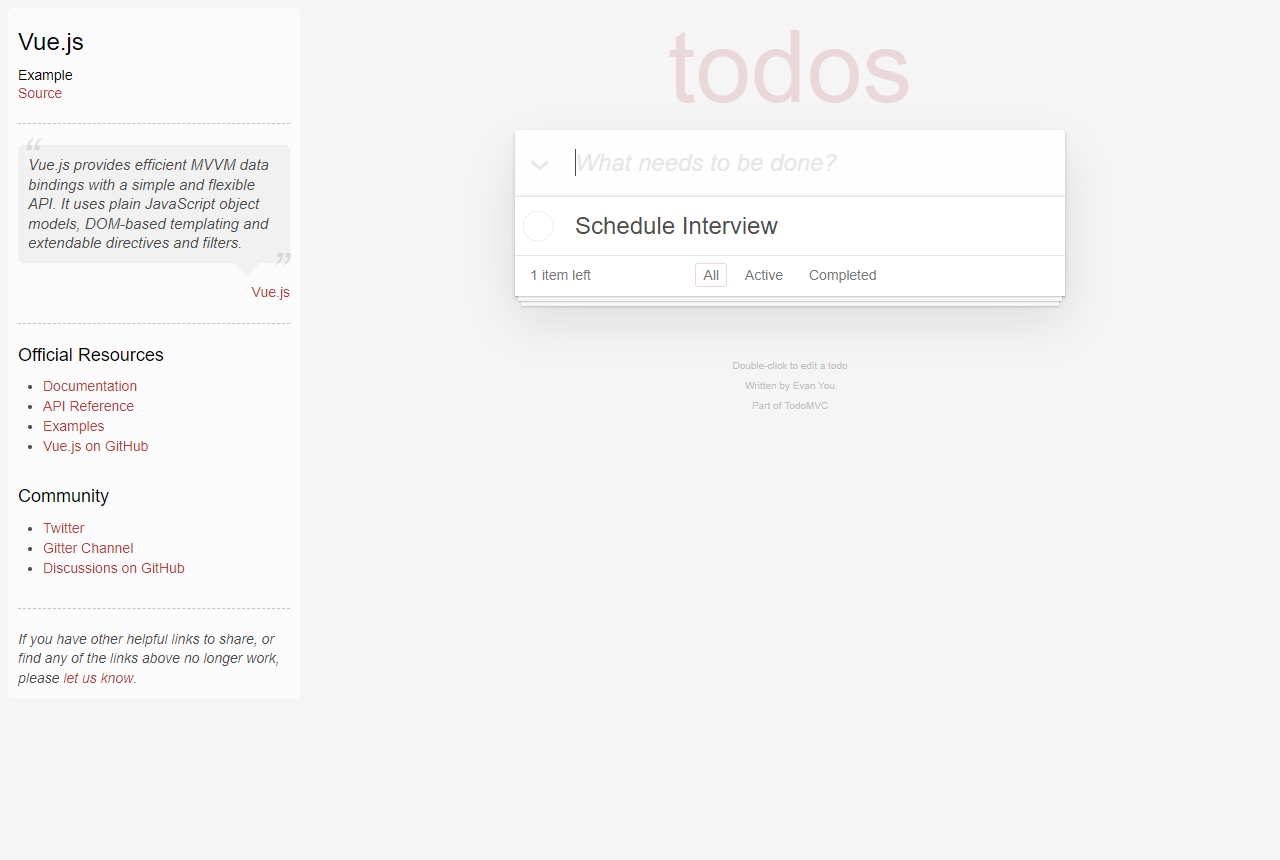 Vue.js
Example
Source
“
Vue.js provides efficient MVVM data
bindings with a simple and flexible
API. It uses plain JavaScript object
models, DOM-based templating and
extendable directives and filters.
”
Vue.js
Official Resources
Documentation
API Reference
Examples
Vue.js on GitHub
Community
Twitter
Gitter Channel
Discussions on GitHub
If you have other helpful links to share, or
find any of the links above no longer work,
please let us know.
todos
What needs to be done?
Schedule Interview
1 item left All Active Completed
Double-click to edit a todo
Written by Evan You
Part of TodoMVC